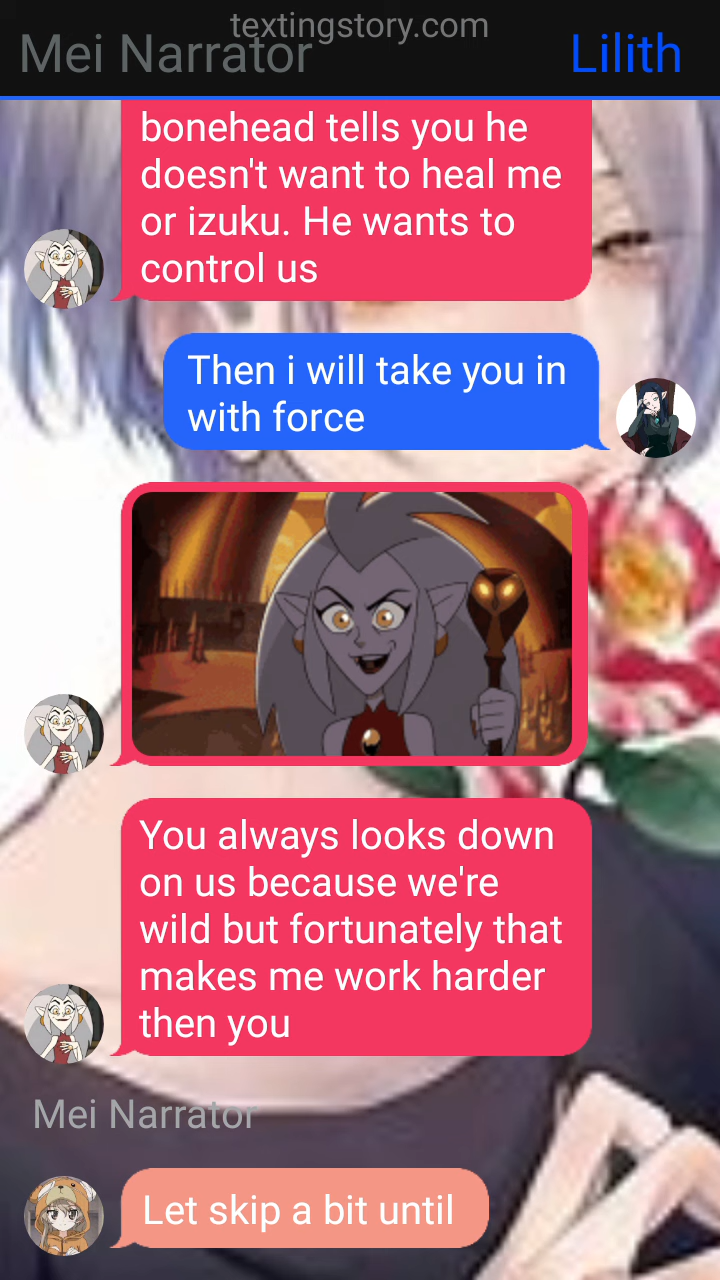 textingstory.com
Mei Narrator
Lilith
bonehead tells you he
doesn't want to heal me
or izuku. He wants to
control us
Then i will take you in
with force
You always looks down
on us because we're
wild but fortunately that
makes me work harder
then you
Mei Narrator
Let skip a bit until